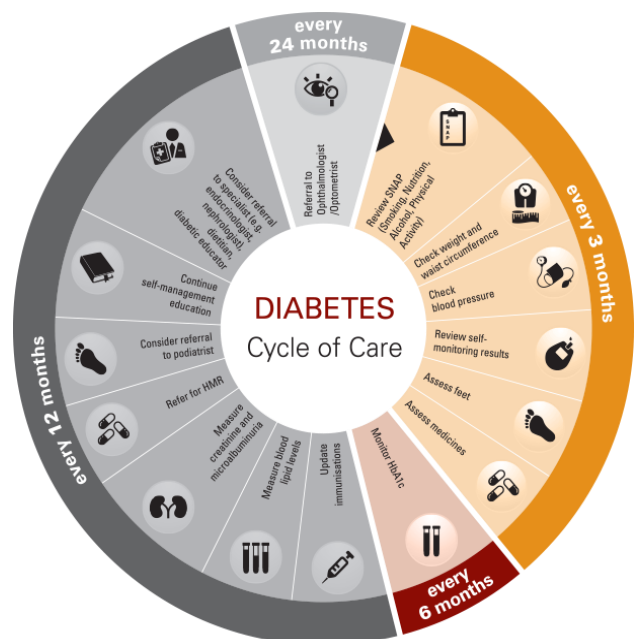 DIABETES
Cycle of Care
every
24 months
Referral to
Ophthalmologist
/Optometrist
every 3 months
SNAP
Review SNAP
(Smoking, Nutrition,
Alcohol, Physical
Activity)
Check weight and
waist circumference
Check
blood pressure
Review self-
monitoring results
Assess feet
Assess medicines
every
6 months
Monitor HbA1c
every 12 months
Update
immunisations
Measure blood
lipid levels
Measure
creatinine and
microalbuminuria
Refer for HMR
Consider referral
to podiatrist
Continue
self-management
education
Consider referral
to specialist (e.g.
endocrinologist,
nephrologist),
dietitian,
diabetic educator